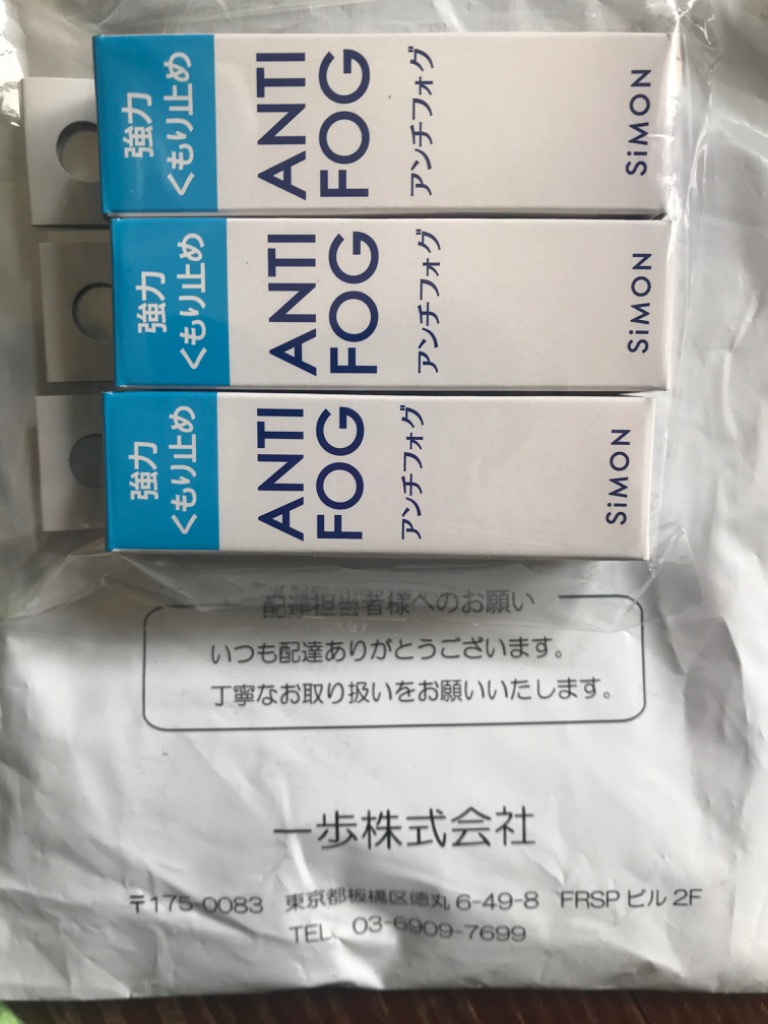 強力
くもり止め
ANTI
FOG
アンチフォグ
SiMON
強力
くもり止め
ANTI
FOG
アンチフォグ
SiMON
強力
くもり止め
ANTI
FOG
アンチフォグ
SiMON
配達担当者様へのお願い
いつも配達ありがとうございます。
丁寧なお取り扱いをお願いいたします。
一歩株式会社
〒175-0083 東京都板橋区徳丸 6-49-8 FRSP ビル 2F
TEL 03-6909-7699